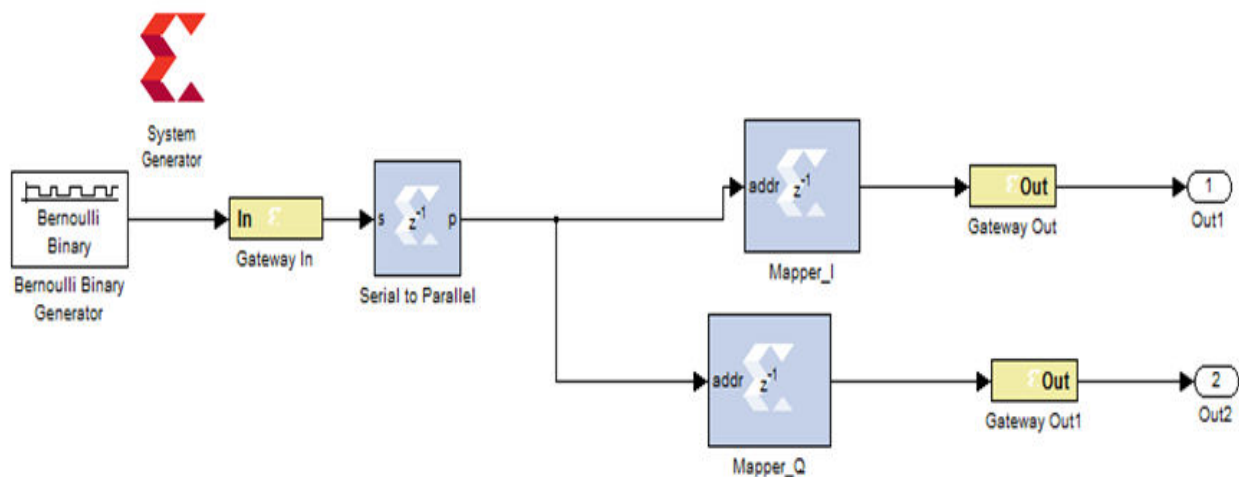 System
Generator
Bernoulli
Binary
Bernoulli Binary
Generator
In
Gateway In
s z⁻¹ p
Serial to Parallel
addr z⁻¹
Mapper_I
Out
Gateway Out
1
Out1
addr z⁻¹
Mapper_Q
Out
Gateway Out1
2
Out2